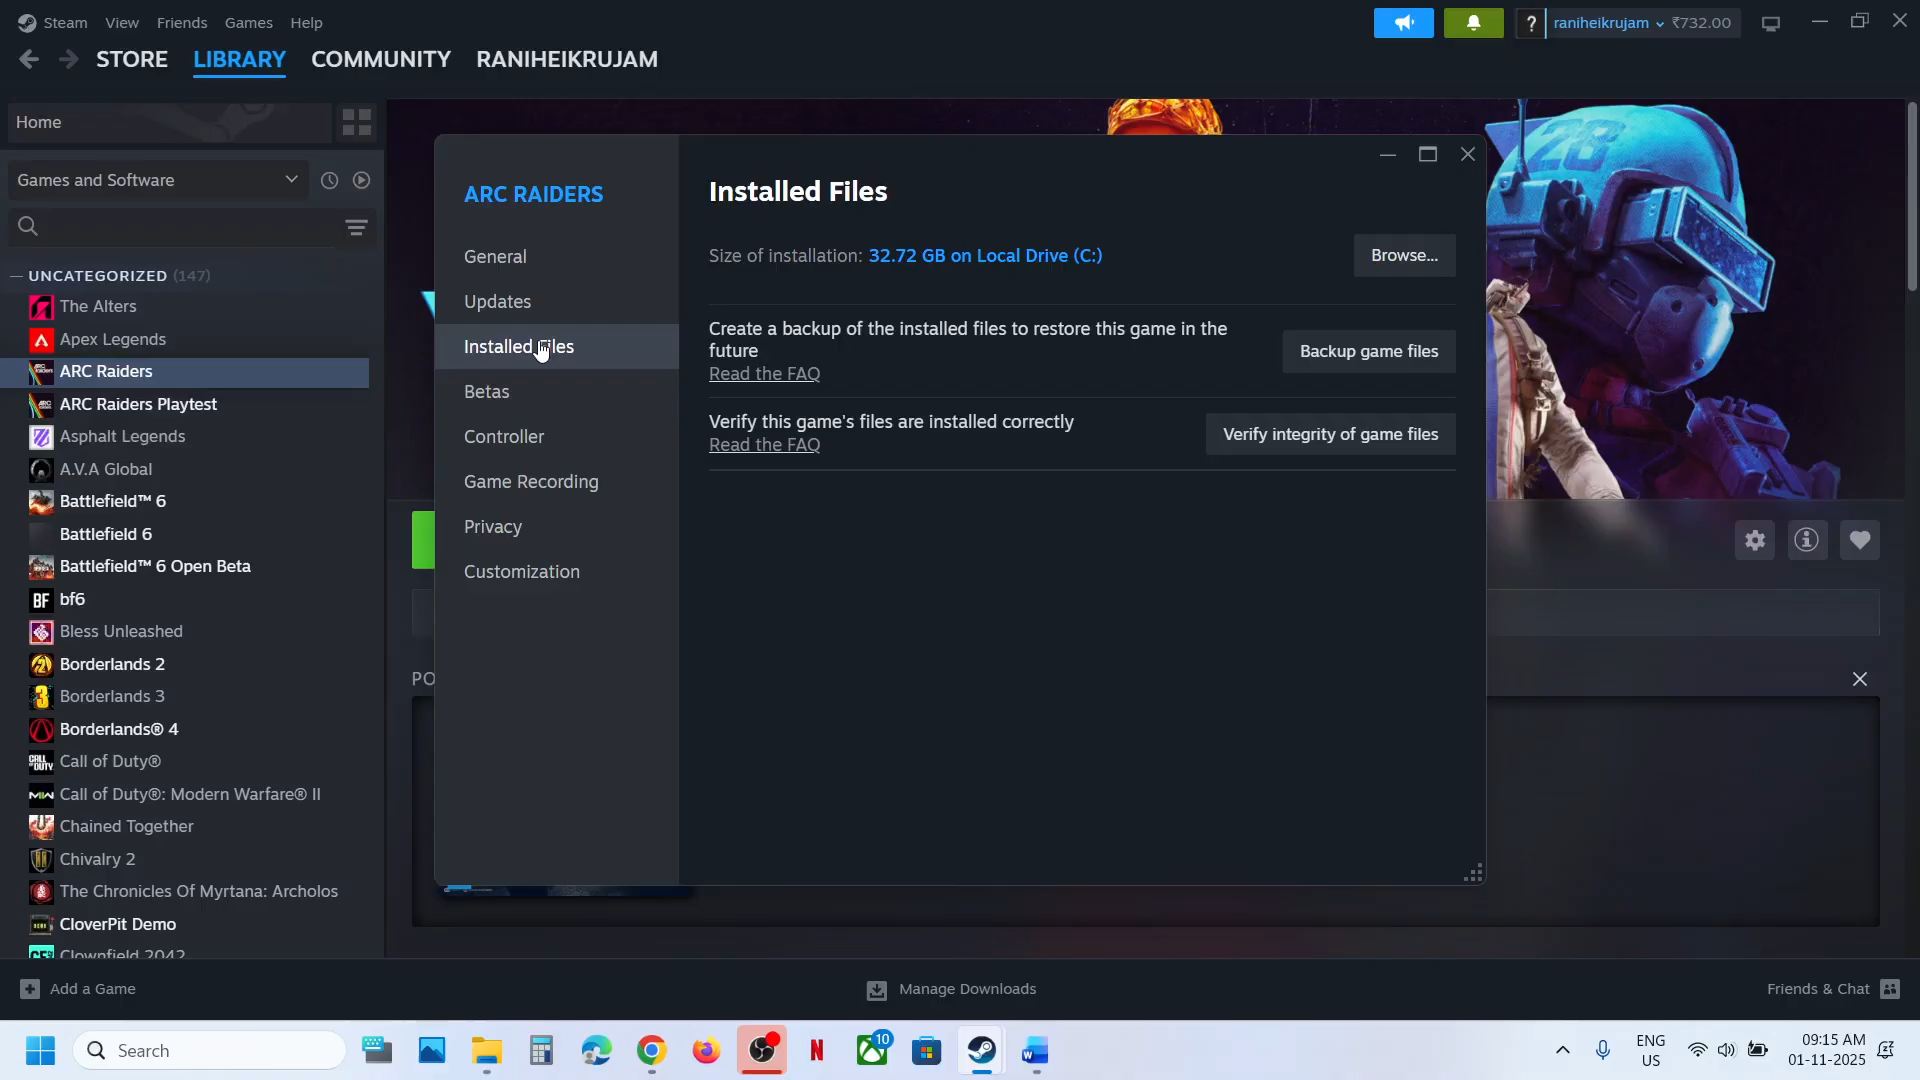 Steam View Friends Games Help
raniheikrujam ₹732.00
STORE LIBRARY COMMUNITY RANIHEIKRUJAM
Home
Games and Software
UNCATEGORIZED (147)
The Alters
Apex Legends
ARC Raiders
ARC Raiders Playtest
Asphalt Legends
A.V.A Global
Battlefield™ 6
Battlefield 6
Battlefield™ 6 Open Beta
BF bf6
Bless Unleashed
Borderlands 2
Borderlands 3
Borderlands® 4
Call of Duty®
Call of Duty®: Modern Warfare® II
Chained Together
Chivalry 2
The Chronicles Of Myrtana: Archolos
CloverPit Demo
Clownfield 2042
ARC RAIDERS
General
Updates
Installed Files
Betas
Controller
Game Recording
Privacy
Customization
Installed Files
Size of installation: 32.72 GB on Local Drive (C:)
Browse...
Create a backup of the installed files to restore this game in the
future
Read the FAQ
Backup game files
Verify this game's files are installed correctly
Read the FAQ
Verify integrity of game files
28
PO
Add a Game
Manage Downloads
Friends & Chat
Search
10
ENG
US
09:15 AM
01-11-2025